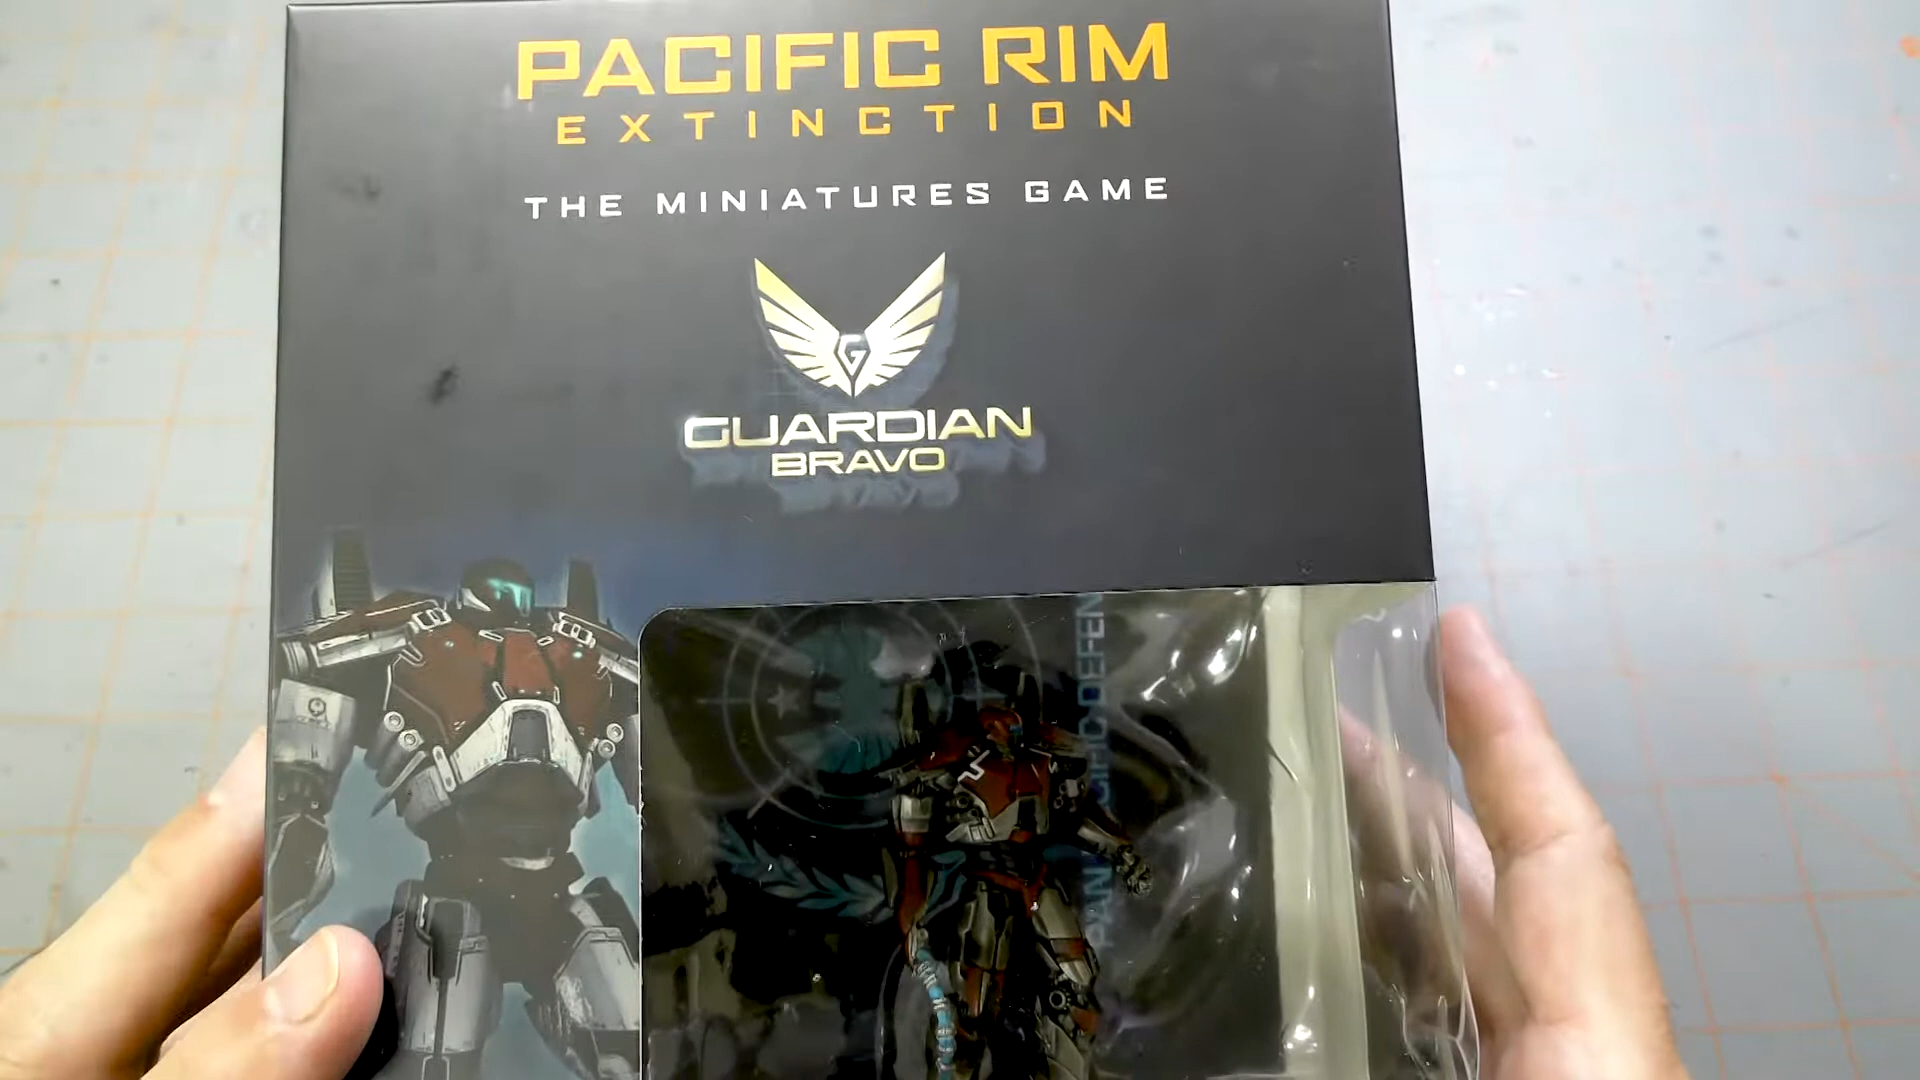 PACIFIC RIM
EXTINCTION
THE MINIATURES GAME
G
GUARDIAN
BRAVO